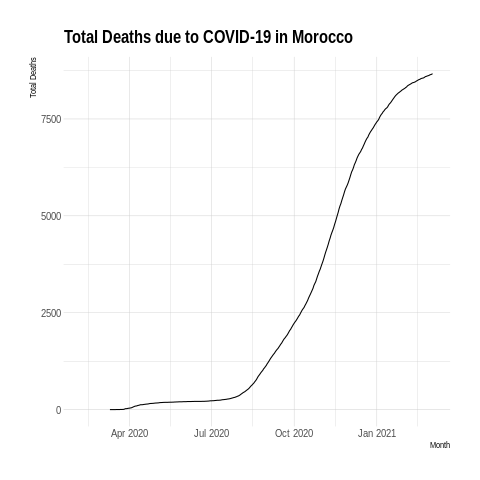 Total Deaths due to COVID-19 in Morocco
Total Deaths
7500
5000
2500
0
Apr 2020 Jul 2020 Oct 2020 Jan 2021
Month